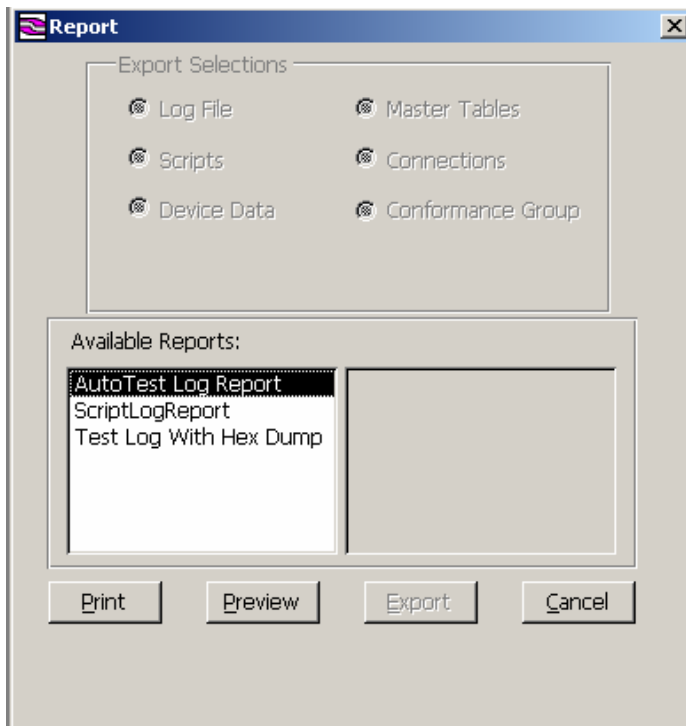 Report
Export Selections
Log File
Master Tables
Scripts
Connections
Device Data
Conformance Group
Available Reports:
AutoTest Log Report
ScriptLogReport
Test Log With Hex Dump
Print
Preview
Export
Cancel